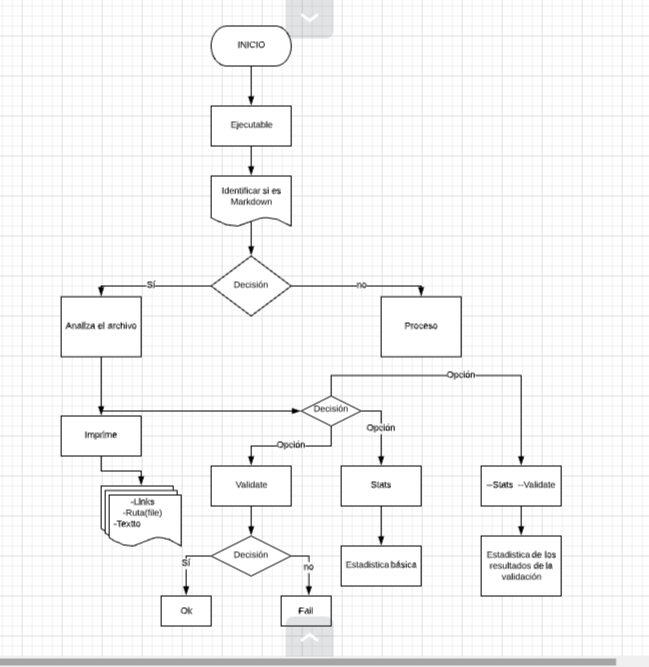 INICIO
Ejecutable
Identificar si es
Markdown
Decisión
Sí
no
Analiza el archivo
Proceso
Opción
Decisión
Opción
Imprime
Opción
Validate
Stats
--Stats --Validate
-Links
-Ruta(file)
-Textto
Decisión
Sí
no
Estadistica básica
Estadistica de los
resultados de la
validación
Ok
Fail